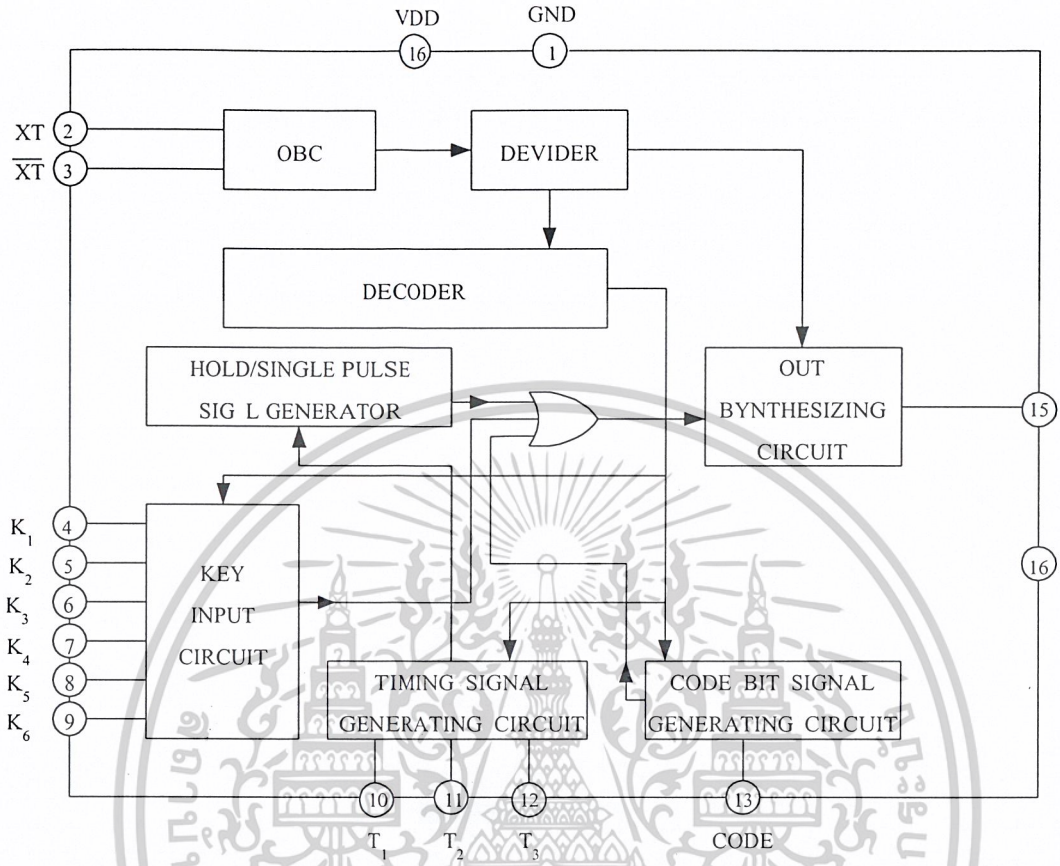 VDD GND
16 1
XT 2
OBC
DEVIDER
X̅T̅ 3
DECODER
HOLD/SINGLE PULSE
SIG L GENERATOR
OUT
BYNTHESIZING
CIRCUIT
15
K1 4
K2 5
K3 6
K4 7
K5 8
K6 9
KEY
INPUT
CIRCUIT
16
TIMING SIGNAL
GENERATING CIRCUIT
CODE BIT SIGNAL
GENERATING CIRCUIT
10 11 12 13
T1 T2 T3 CODE